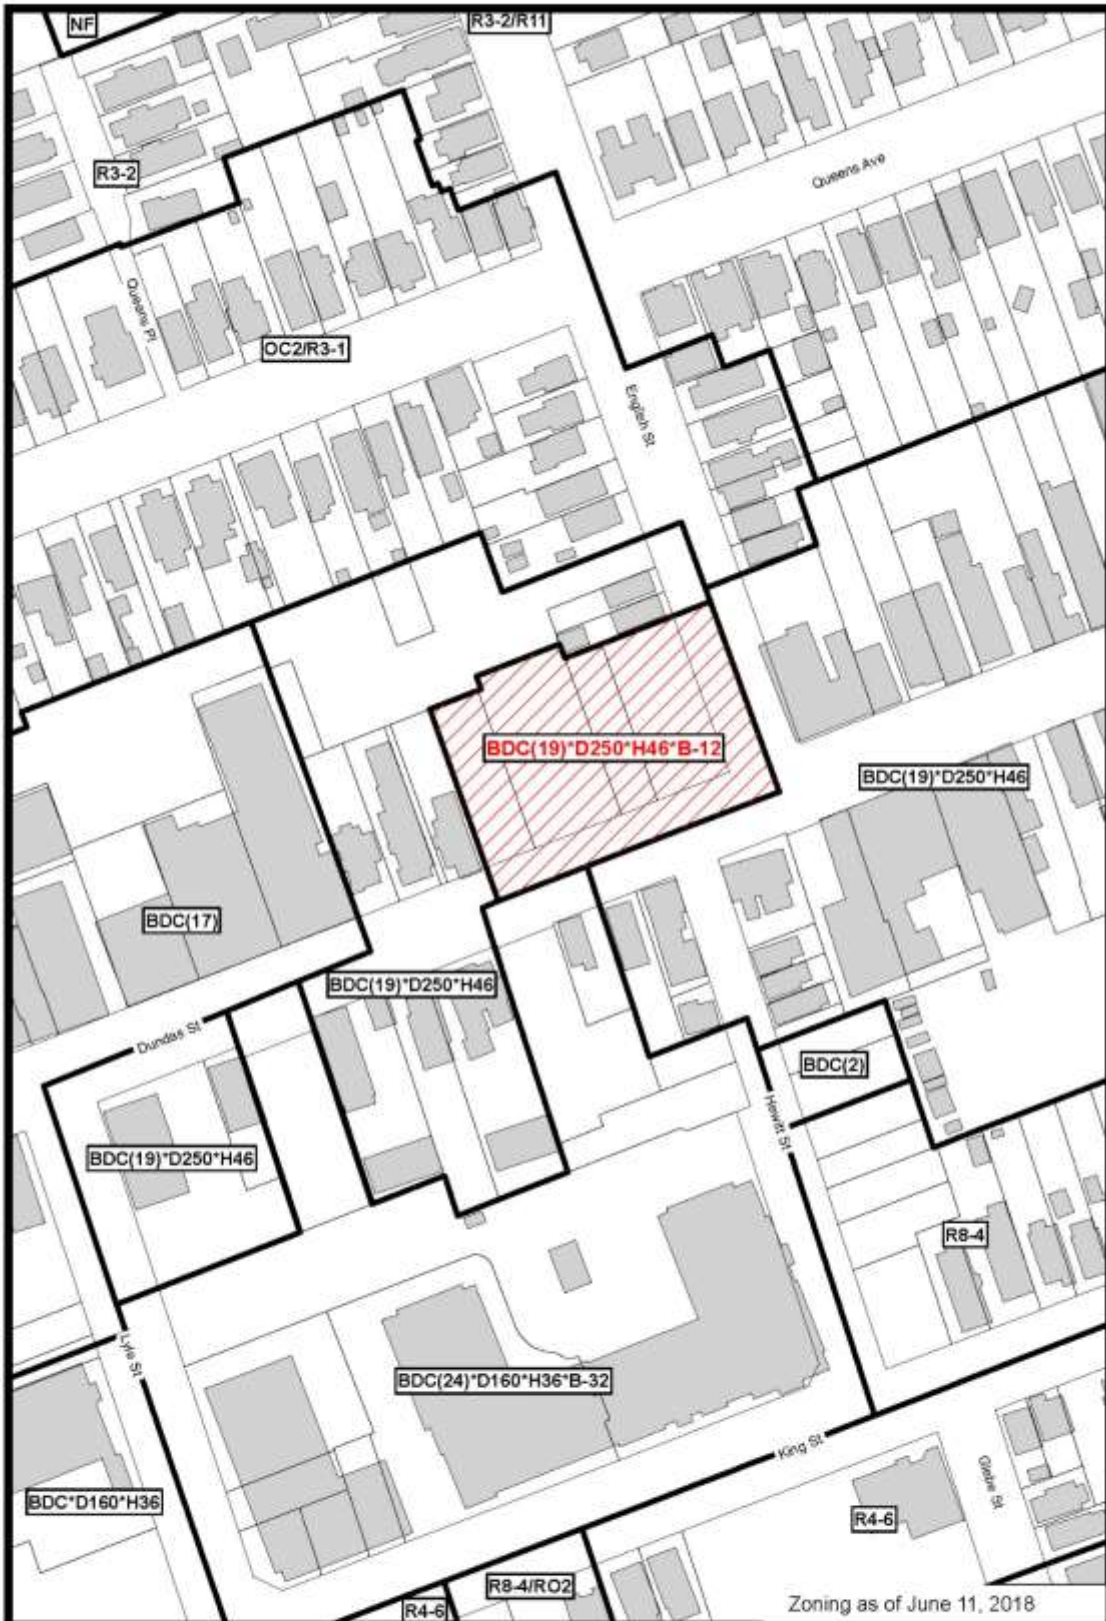 NF
R3-2/R11
R3-2
Queens Ave
Queens Pl
OC2/R3-1
English St
BDC(19)*D250*H46*B-12
BDC(19)*D250*H46
BDC(17)
BDC(19)*D250*H46
Dundas St
BDC(2)
Hewitt St
BDC(19)*D250*H46
R8-4
Lyle St
BDC(24)*D160*H36*B-32
King St
Glebe St
BDC*D160*H36
R4-6
R8-4/RO2
R4-6
Zoning as of June 11, 2018